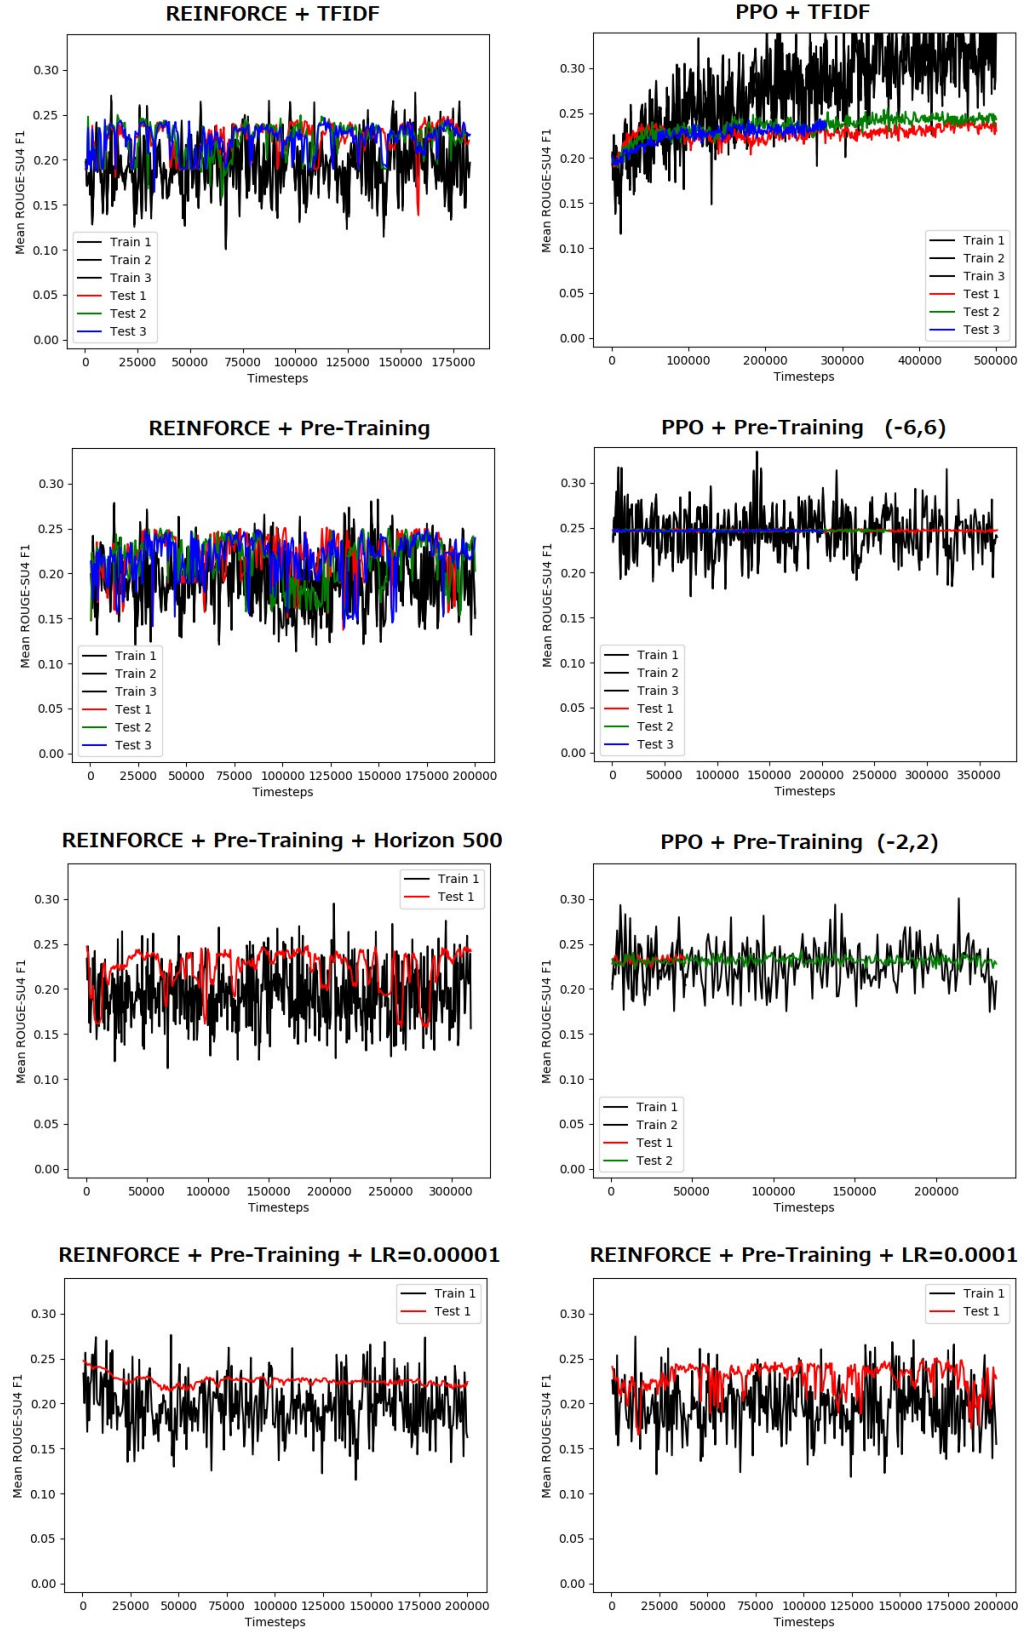 REINFORCE + TFIDF
Mean ROUGE-SU4 F1
0.30
0.25
0.20
0.15
0.10
0.05
0.00
Train 1
Train 2
Train 3
Test 1
Test 2
Test 3
0 25000 50000 75000 100000 125000 150000 175000
Timesteps
PPO + TFIDF
Mean ROUGE-SU4 F1
0.30
0.25
0.20
0.15
0.10
0.05
0.00
Train 1
Train 2
Train 3
Test 1
Test 2
Test 3
0 100000 200000 300000 400000 500000
Timesteps
REINFORCE + Pre-Training
Mean ROUGE-SU4 F1
0.30
0.25
0.20
0.15
0.10
0.05
0.00
Train 1
Train 2
Train 3
Test 1
Test 2
Test 3
0 25000 50000 75000 100000 125000 150000 175000 200000
Timesteps
PPO + Pre-Training (-6,6)
Mean ROUGE-SU4 F1
0.30
0.25
0.20
0.15
0.10
0.05
0.00
Train 1
Train 2
Train 3
Test 1
Test 2
Test 3
0 50000 100000 150000 200000 250000 300000 350000
Timesteps
REINFORCE + Pre-Training + Horizon 500
Mean ROUGE-SU4 F1
0.30
0.25
0.20
0.15
0.10
0.05
0.00
Train 1
Test 1
0 50000 100000 150000 200000 250000 300000
Timesteps
PPO + Pre-Training (-2,2)
Mean ROUGE-SU4 F1
0.30
0.25
0.20
0.15
0.10
0.05
0.00
Train 1
Train 2
Test 1
Test 2
0 50000 100000 150000 200000
Timesteps
REINFORCE + Pre-Training + LR=0.00001
Mean ROUGE-SU4 F1
0.30
0.25
0.20
0.15
0.10
0.05
0.00
Train 1
Test 1
0 25000 50000 75000 100000 125000 150000 175000 200000
Timesteps
REINFORCE + Pre-Training + LR=0.0001
Mean ROUGE-SU4 F1
0.30
0.25
0.20
0.15
0.10
0.05
0.00
Train 1
Test 1
0 25000 50000 75000 100000 125000 150000 175000 200000
Timesteps